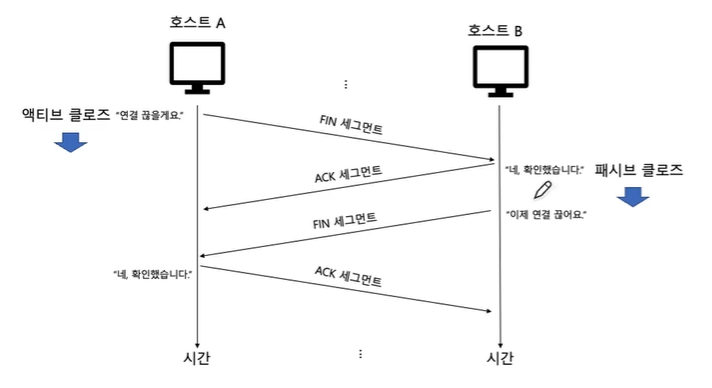 호스트 A
호스트 B
액티브 클로즈
"연결 끊을게요."
FIN 세그먼트
ACK 세그먼트
"네, 확인했습니다."
패시브 클로즈
FIN 세그먼트
"이제 연결 끊어요."
"네, 확인했습니다."
ACK 세그먼트
시간
시간